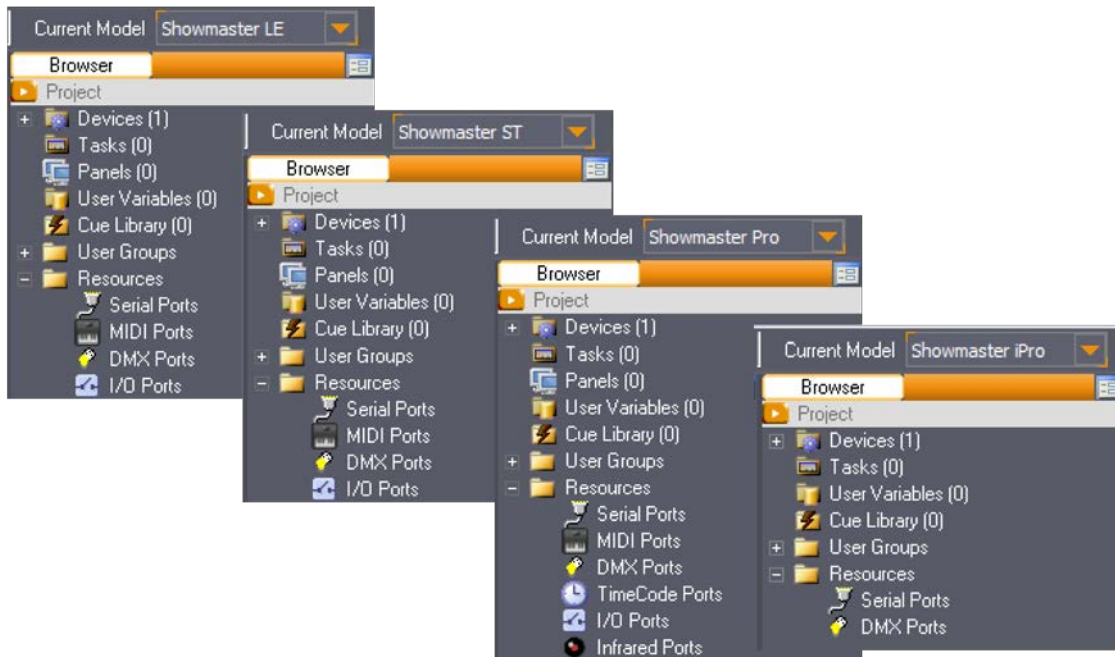 Current Model Showmaster LE
Browser
Project
Devices (1)
Tasks (0)
Panels (0)
User Variables (0)
Cue Library (0)
User Groups
Resources
Serial Ports
MIDI Ports
DMX Ports
I/O Ports
Current Model Showmaster ST
Browser
Project
Devices (1)
Tasks (0)
Panels (0)
User Variables (0)
Cue Library (0)
User Groups
Resources
Serial Ports
MIDI Ports
DMX Ports
I/O Ports
Current Model Showmaster Pro
Browser
Project
Devices (1)
Tasks (0)
Panels (0)
User Variables (0)
Cue Library (0)
User Groups
Resources
Serial Ports
MIDI Ports
DMX Ports
TimeCode Ports
I/O Ports
Infrared Ports
Current Model Showmaster iPro
Browser
Project
Devices (1)
Tasks (0)
User Variables (0)
Cue Library (0)
User Groups
Resources
Serial Ports
DMX Ports